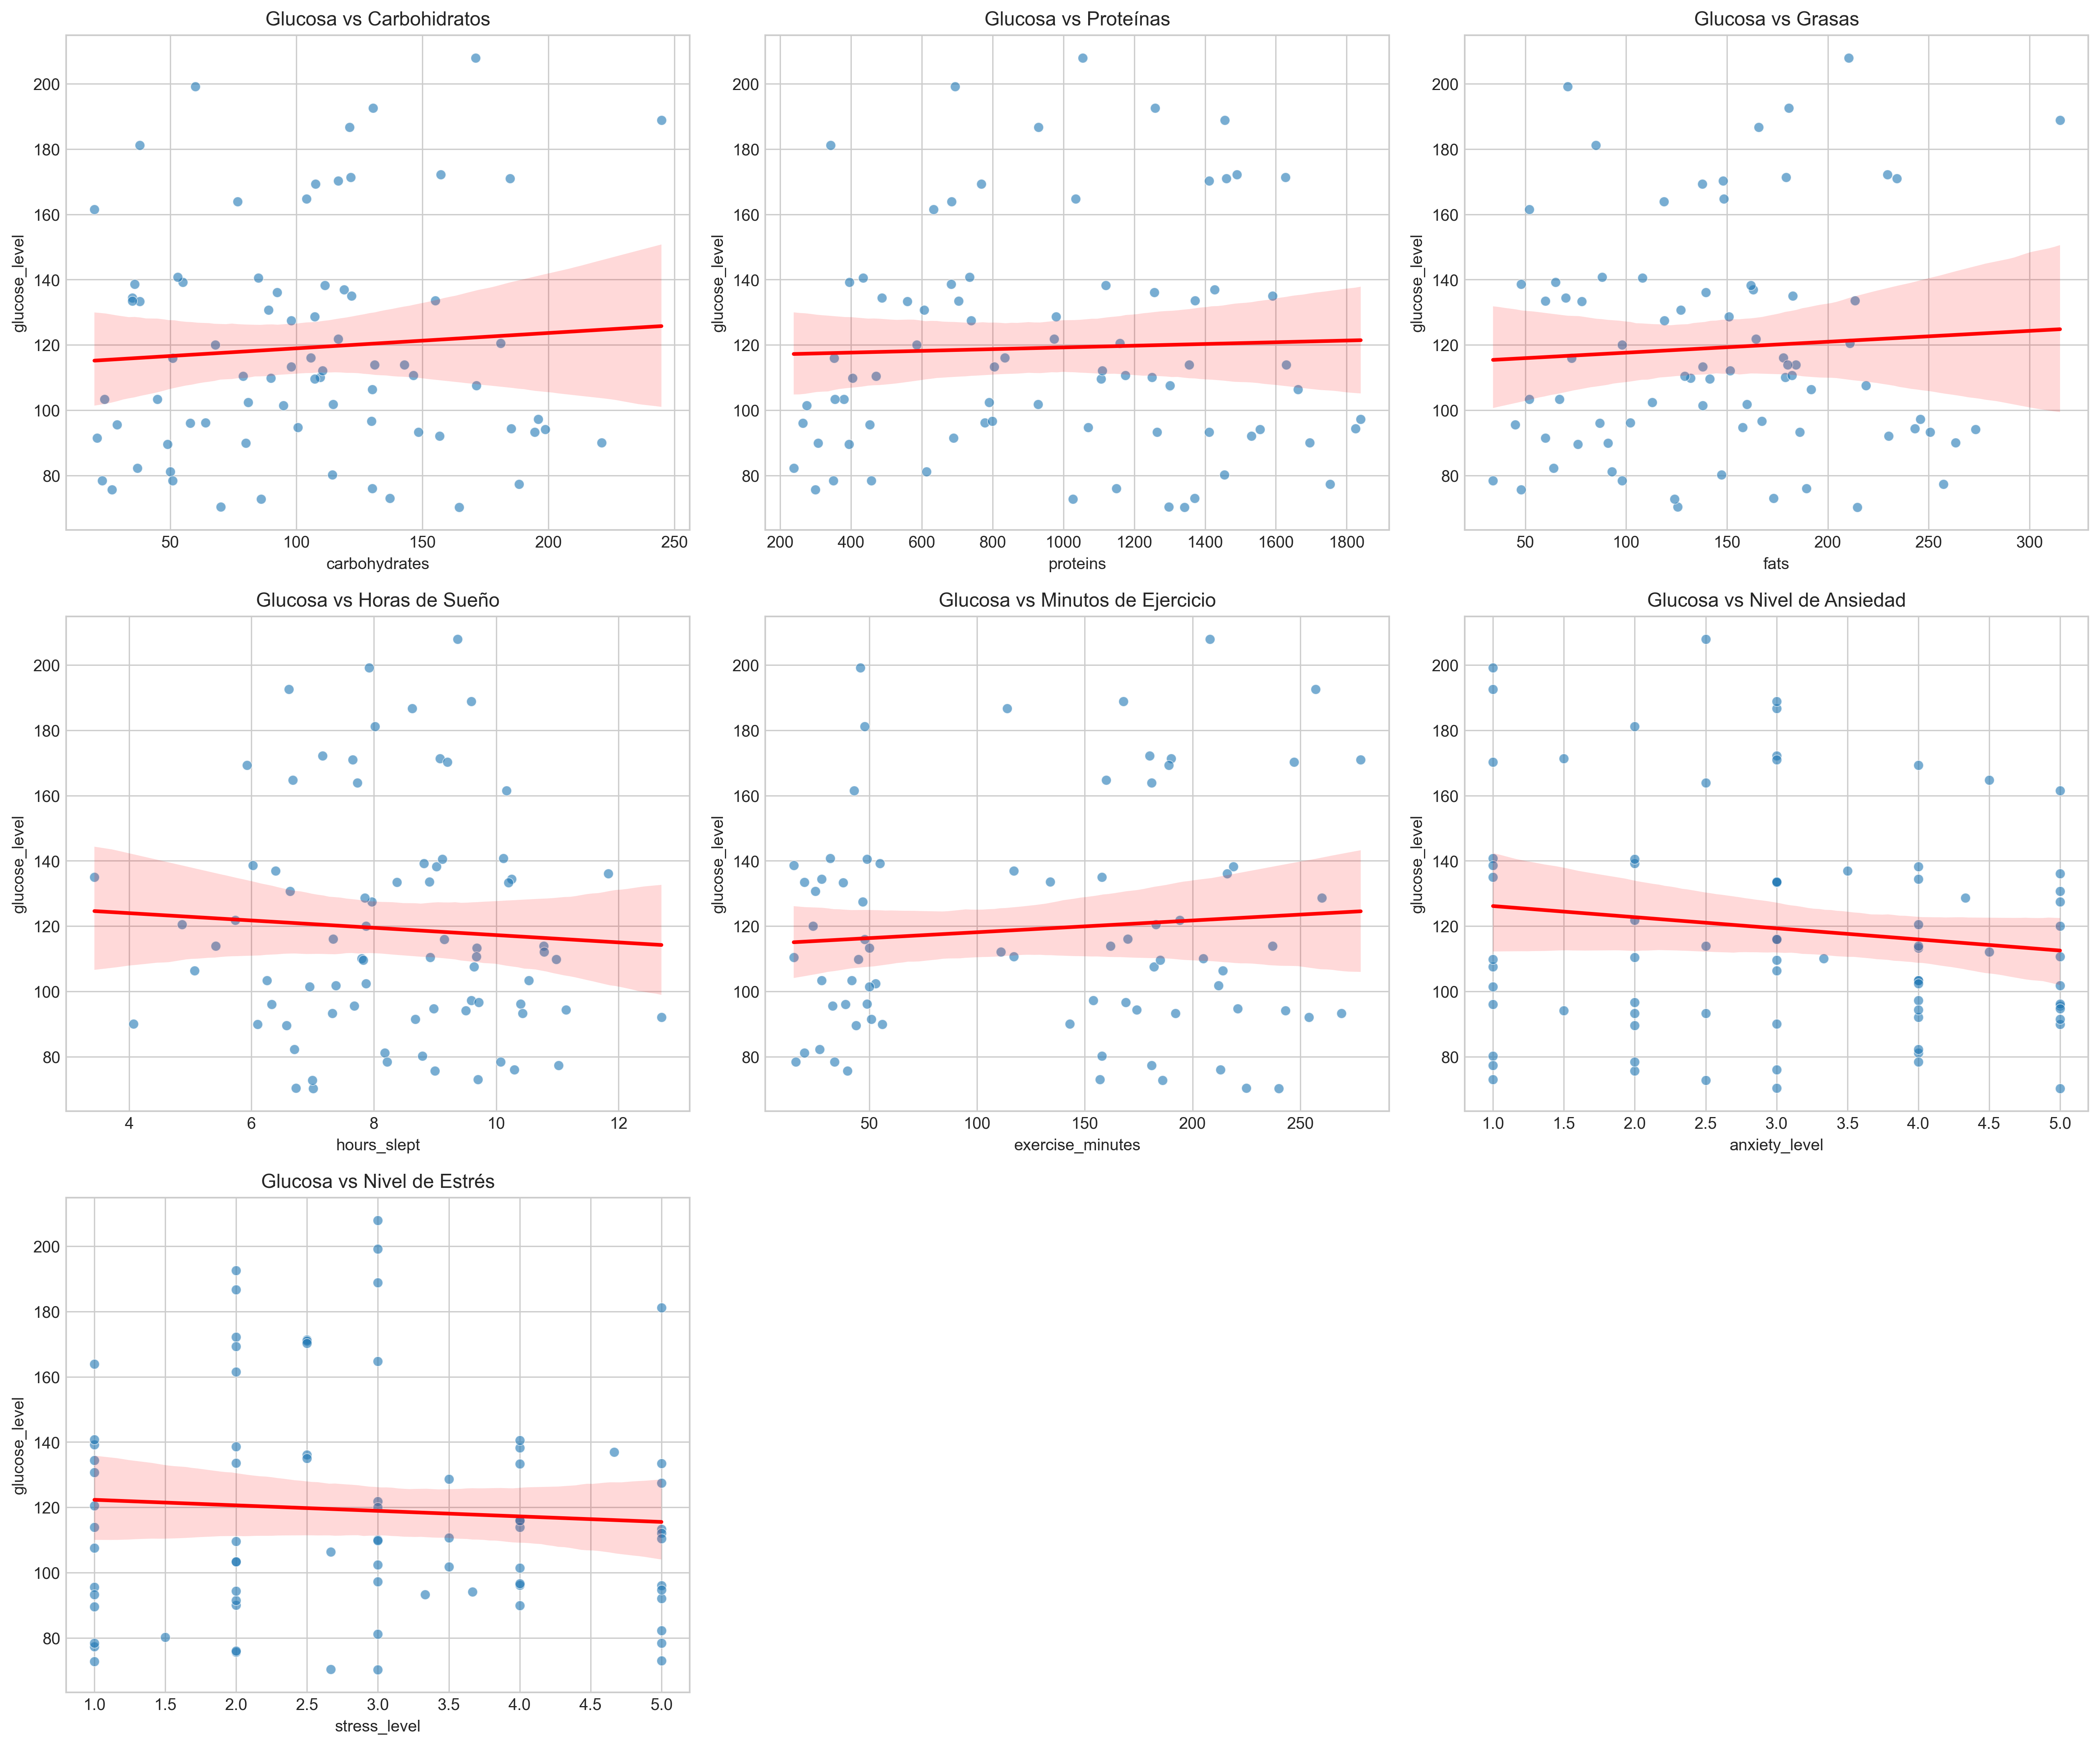 Glucosa vs Carbohidratos
glucose_level
200
180
160
140
120
100
80
50 100 150 200 250
carbohydrates
Glucosa vs Proteínas
glucose_level
200
180
160
140
120
100
80
200 400 600 800 1000 1200 1400 1600 1800
proteins
Glucosa vs Grasas
glucose_level
200
180
160
140
120
100
80
50 100 150 200 250 300
fats
Glucosa vs Horas de Sueño
glucose_level
200
180
160
140
120
100
80
4 6 8 10 12
hours_slept
Glucosa vs Minutos de Ejercicio
glucose_level
200
180
160
140
120
100
80
50 100 150 200 250
exercise_minutes
Glucosa vs Nivel de Ansiedad
glucose_level
200
180
160
140
120
100
80
1.0 1.5 2.0 2.5 3.0 3.5 4.0 4.5 5.0
anxiety_level
Glucosa vs Nivel de Estrés
glucose_level
200
180
160
140
120
100
80
1.0 1.5 2.0 2.5 3.0 3.5 4.0 4.5 5.0
stress_level